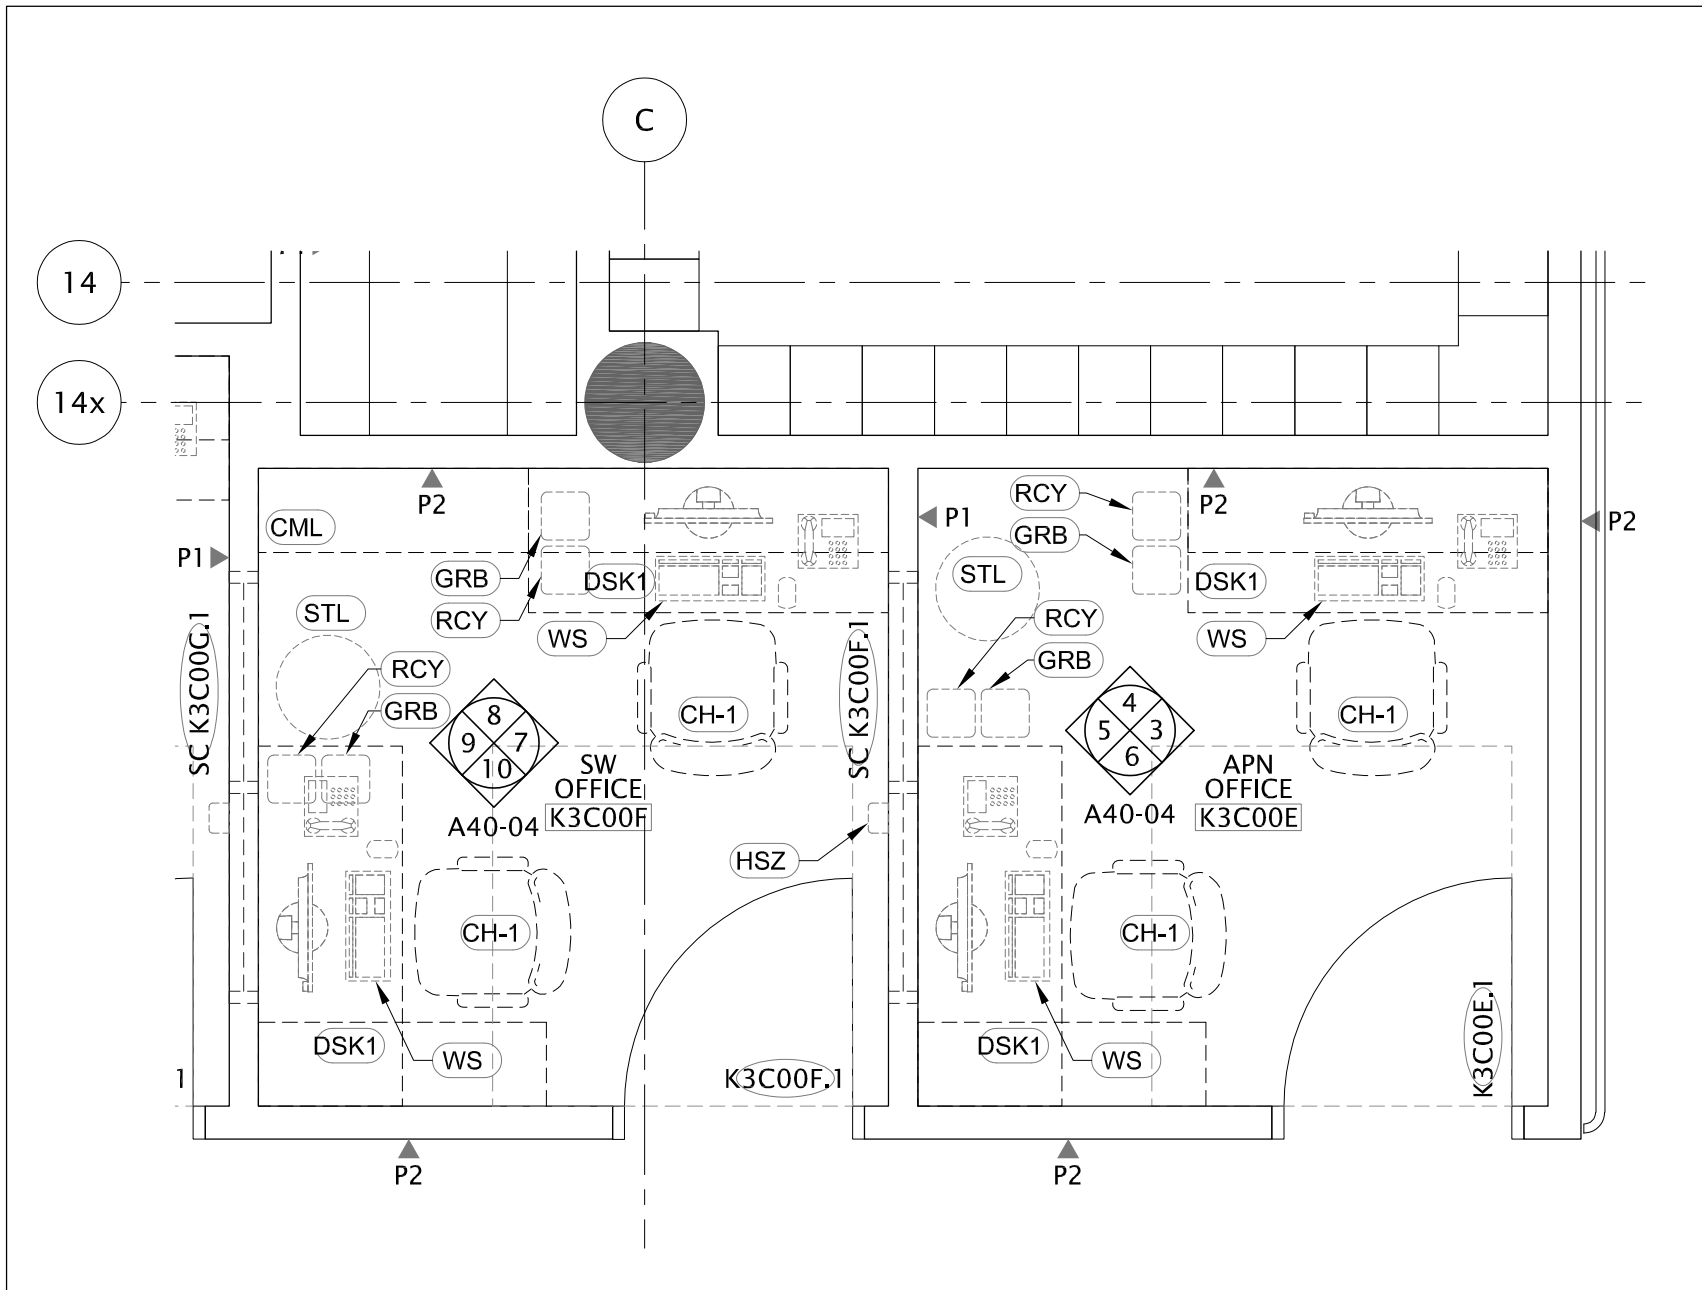 C
14
14x
P2
CML
P1
GRB
RCY
DSK1
WS
STL
RCY
GRB
SC K3C00G.1
8
9
7
10
A40-04
SW
OFFICE
K3C00F
CH-1
SC K3C00F.1
HSZ
CH-1
DSK1
WS
K3C00F.1
1
P2
P1
RCY
GRB
P2
P2
STL
DSK1
WS
RCY
GRB
4
5
3
6
A40-04
APN
OFFICE
K3C00E
CH-1
CH-1
DSK1
WS
K3C00E.1
P2